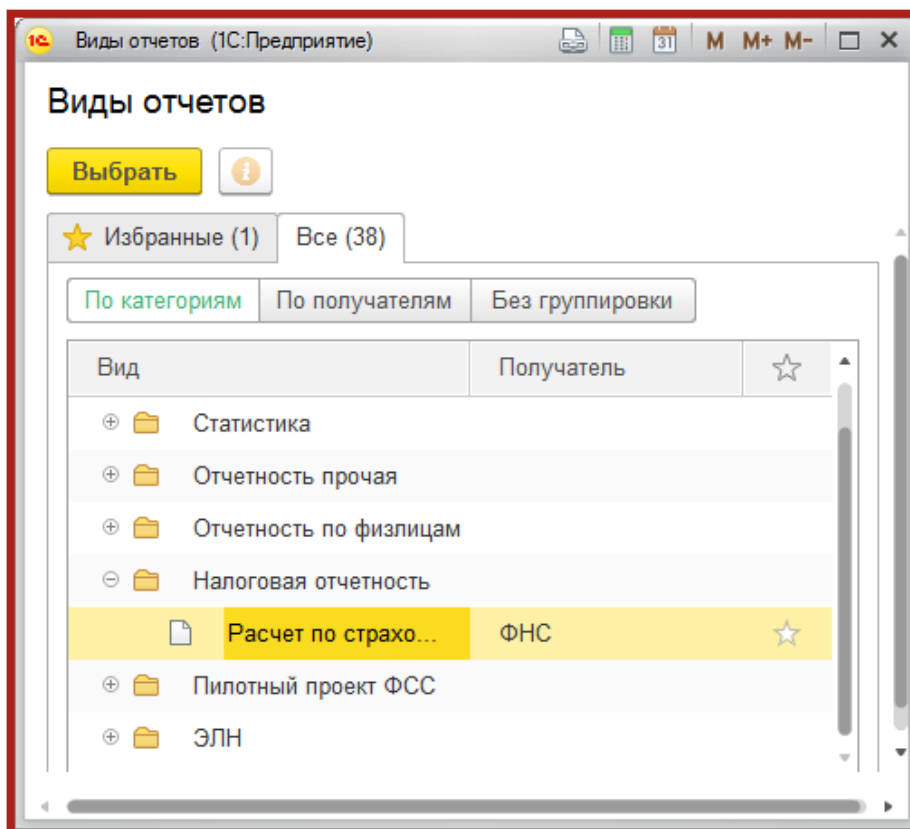 1С Виды отчетов (1С:Предприятие) 31 M M+ M-
Виды отчетов
Выбрать
Избранные (1) Все (38)
По категориям По получателям Без группировки
Вид Получатель
Статистика
Отчетность прочая
Отчетность по физлицам
Налоговая отчетность
Расчет по страхо... ФНС
Пилотный проект ФСС
ЭЛН